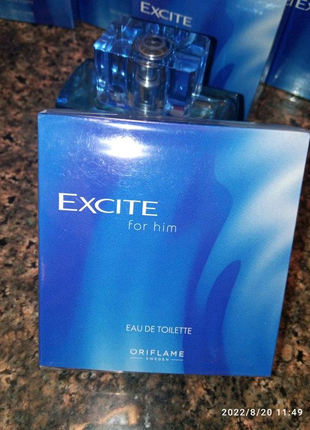 EXCITE
EXCITE
for him
EAU DE TOILETTE
ORIFLAME
SWEDEN
2022/8/20 11:49